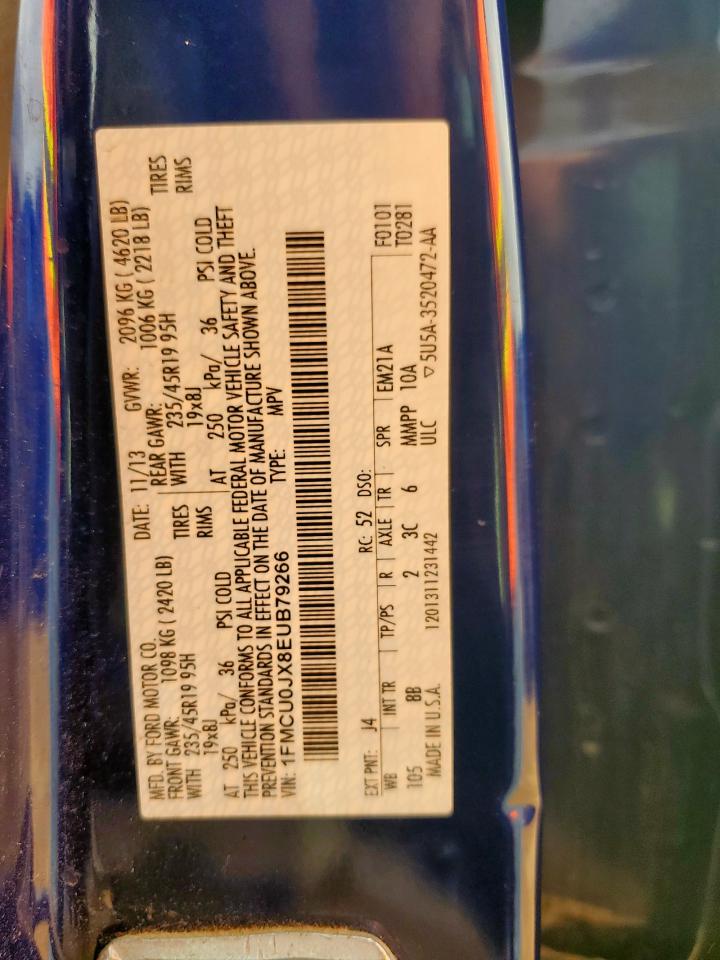 MFD. BY FORD MOTOR CO. DATE: 11/13 GVWR: 2096 KG ( 4620 LB)
FRONT GAWR: 1098 KG ( 2420 LB) REAR GAWR: 1006 KG ( 2218 LB)
WITH 235/45R19 95H TIRES WITH 235/45R19 95H TIRES
19x8J RIMS 19x8J RIMS
AT 250 kPa/ 36 PSI COLD AT 250 kPa/ 36 PSI COLD
THIS VEHICLE CONFORMS TO ALL APPLICABLE FEDERAL MOTOR VEHICLE SAFETY AND THEFT
PREVENTION STANDARDS IN EFFECT ON THE DATE OF MANUFACTURE SHOWN ABOVE.
VIN: 1FMCU0JX8EUB79266 TYPE: MPV
EXT PNT: J4 RC: 52 DSO: F0101
WB INT TR TP/PS R AXLE TR SPR EM21A T0281
105 8B 2 3C 6 MMPP 10A
MADE IN U.S.A. 1201311231442 ULC ▽5U5A-3520472-AA